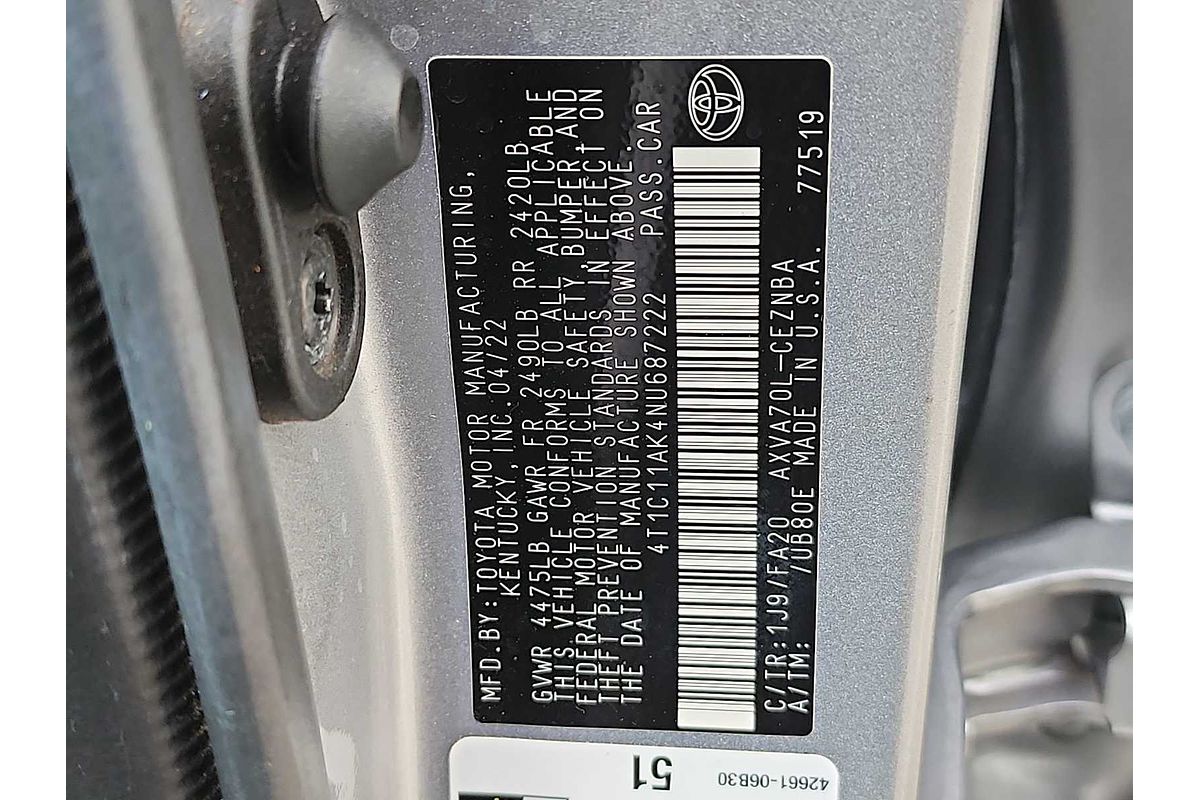 MFD.BY:TOYOTA MOTOR MANUFACTURING,
KENTUCKY, INC. 04/22
GVWR 4475LB GAWR FR 2490LB RR 2420LB
THIS VEHICLE CONFORMS TO ALL APPLICABLE
FEDERAL MOTOR VEHICLE SAFETY, BUMPER, AND
THEFT PREVENTION STANDARDS IN EFFECT ON
THE DATE OF MANUFACTURE SHOWN ABOVE.
4T1C11AK4NU687222 PASS.CAR
C/TR:1J9/FA20 AXVA70L-CEZNBA
A/TM: /UB80E MADE IN U.S.A. 77519
51
42661-06B30